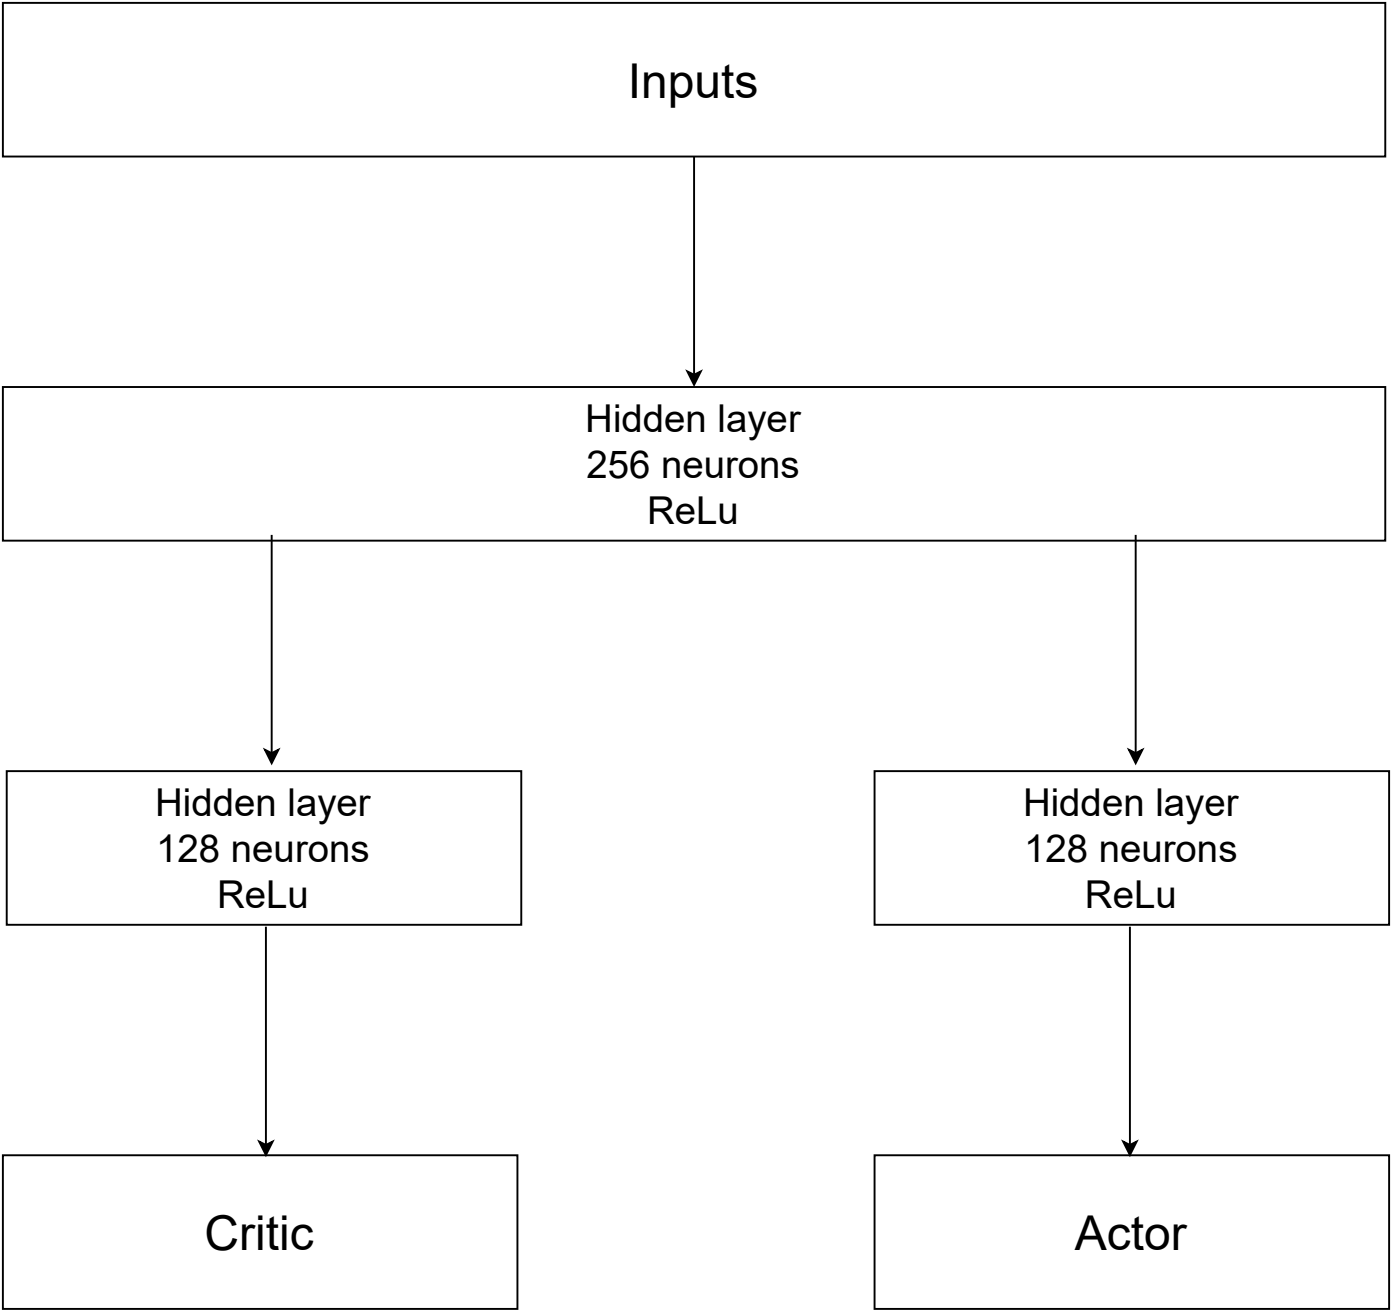 Inputs
Hidden layer
256 neurons
ReLu
Hidden layer
128 neurons
ReLu
Hidden layer
128 neurons
ReLu
Critic
Actor